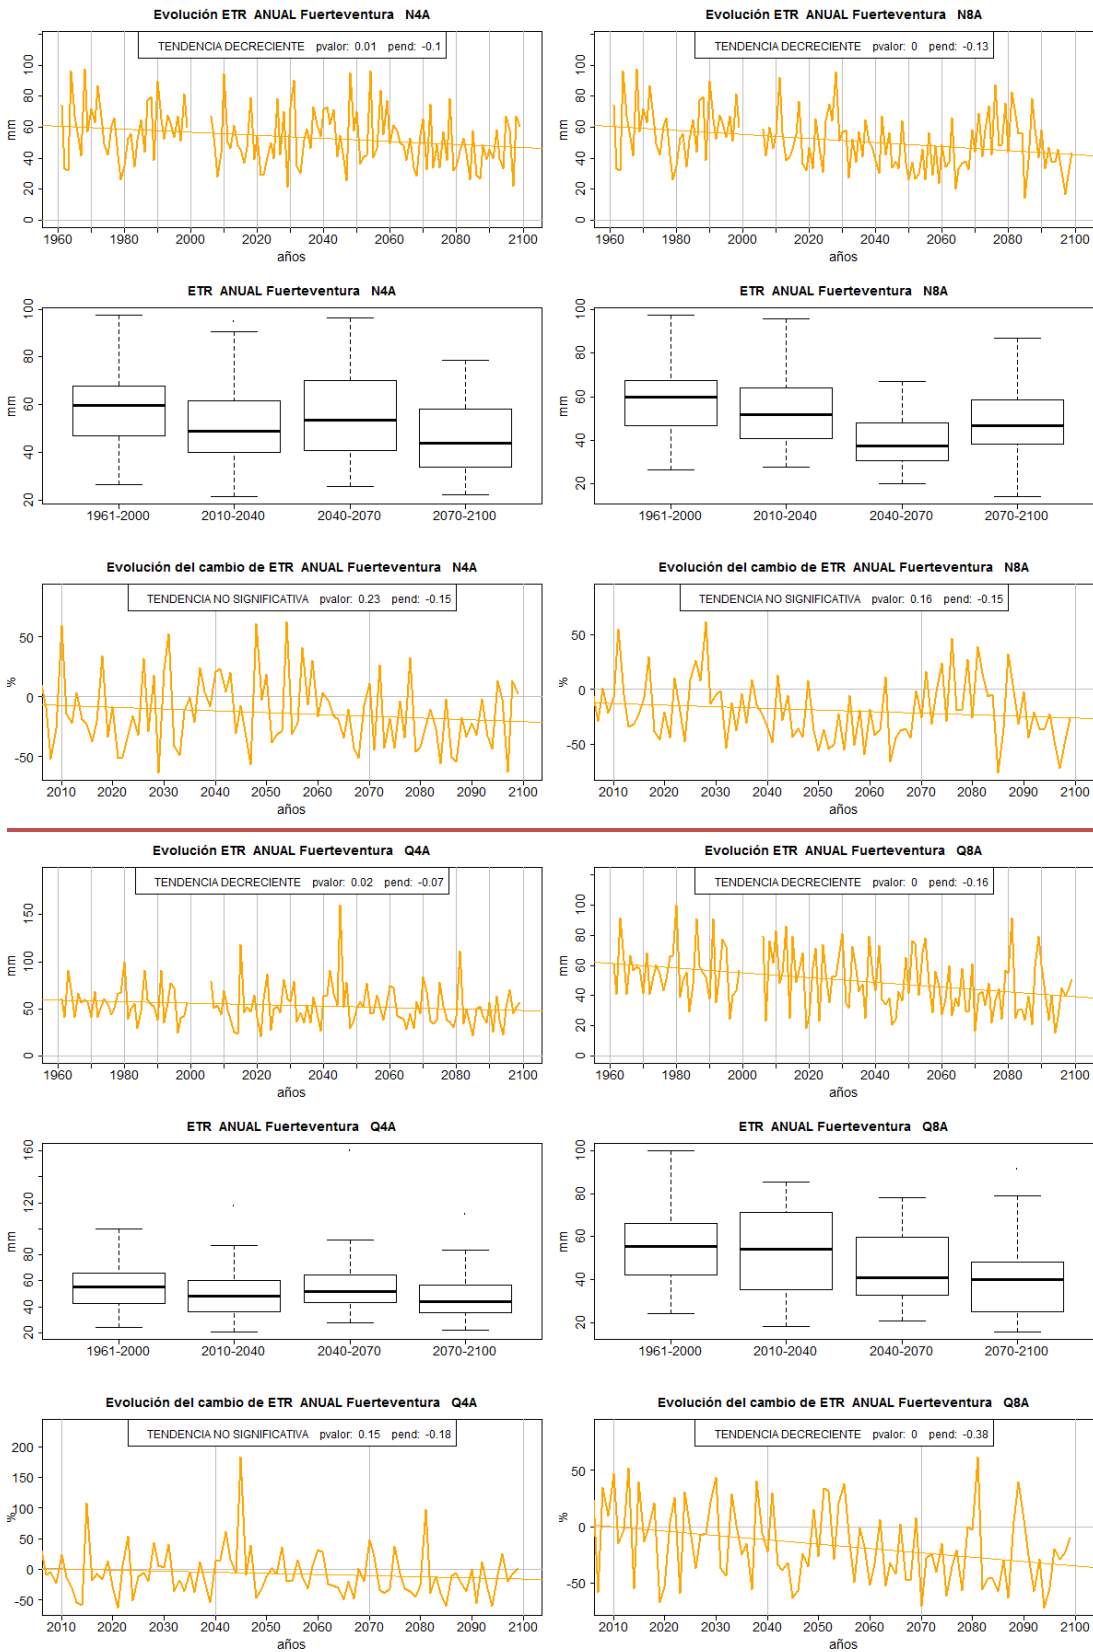 Evolución ETR ANUAL Fuerteventura N4A
TENDENCIA DECRECIENTE pvalor: 0.01 pend: -0.1
mm
0 20 40 60 80 100
1960 1980 2000 2020 2040 2060 2080 2100
años
Evolución ETR ANUAL Fuerteventura N8A
TENDENCIA DECRECIENTE pvalor: 0 pend: -0.13
mm
0 20 40 60 80 100
1960 1980 2000 2020 2040 2060 2080 2100
años
ETR ANUAL Fuerteventura N4A
mm
20 40 60 80 100
1961-2000 2010-2040 2040-2070 2070-2100
ETR ANUAL Fuerteventura N8A
mm
20 40 60 80 100
1961-2000 2010-2040 2040-2070 2070-2100
Evolución del cambio de ETR ANUAL Fuerteventura N4A
TENDENCIA NO SIGNIFICATIVA pvalor: 0.23 pend: -0.15
%
50
0
-50
2010 2020 2030 2040 2050 2060 2070 2080 2090 2100
años
Evolución del cambio de ETR ANUAL Fuerteventura N8A
TENDENCIA NO SIGNIFICATIVA pvalor: 0.16 pend: -0.15
%
50
0
-50
2010 2020 2030 2040 2050 2060 2070 2080 2090 2100
años
Evolución ETR ANUAL Fuerteventura Q4A
TENDENCIA DECRECIENTE pvalor: 0.02 pend: -0.07
mm
0 50 100 150
1960 1980 2000 2020 2040 2060 2080 2100
años
Evolución ETR ANUAL Fuerteventura Q8A
TENDENCIA DECRECIENTE pvalor: 0 pend: -0.16
mm
0 20 40 60 80 100
1960 1980 2000 2020 2040 2060 2080 2100
años
ETR ANUAL Fuerteventura Q4A
mm
20 40 60 80 120 160
1961-2000 2010-2040 2040-2070 2070-2100
ETR ANUAL Fuerteventura Q8A
mm
20 40 60 80 100
1961-2000 2010-2040 2040-2070 2070-2100
Evolución del cambio de ETR ANUAL Fuerteventura Q4A
TENDENCIA NO SIGNIFICATIVA pvalor: 0.15 pend: -0.18
%
200
150
100
50
0
-50
2010 2020 2030 2040 2050 2060 2070 2080 2090 2100
años
Evolución del cambio de ETR ANUAL Fuerteventura Q8A
TENDENCIA DECRECIENTE pvalor: 0 pend: -0.38
%
50
0
-50
2010 2020 2030 2040 2050 2060 2070 2080 2090 2100
años